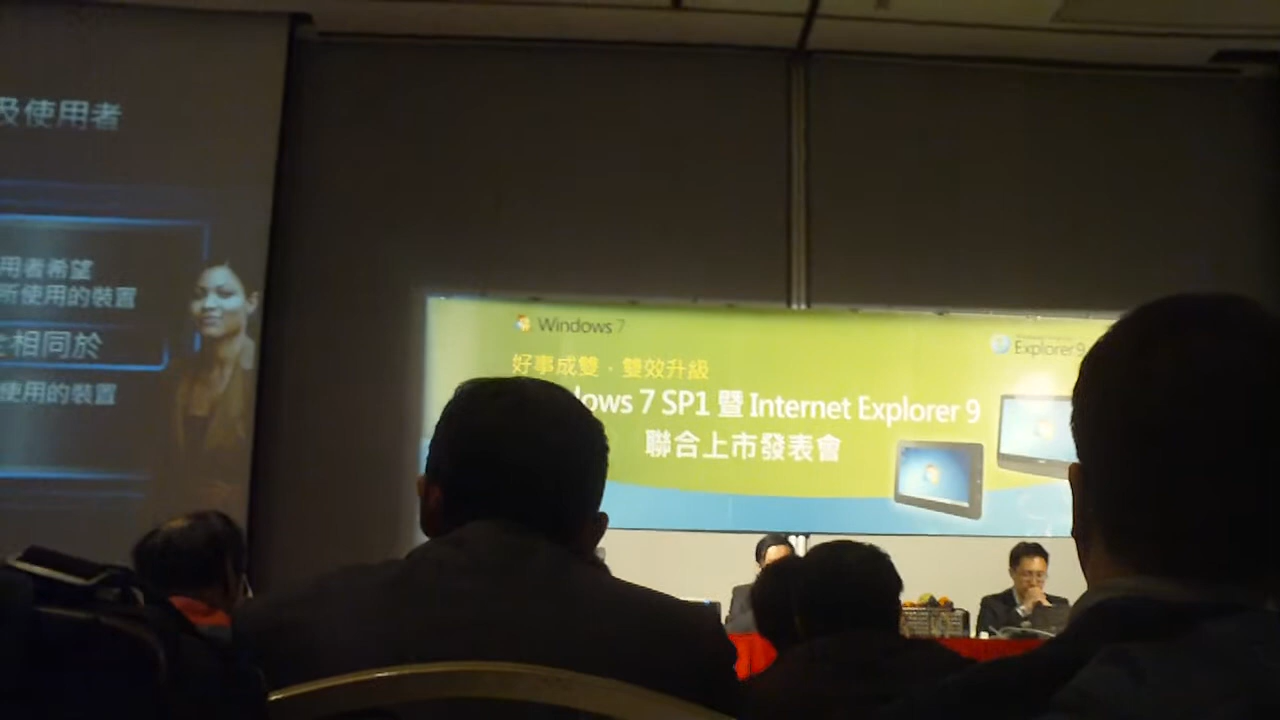 及使用者
用者希望
所使用的裝置
相同於
使用的裝置
Windows 7
Explorer 9
好事成雙，雙效升級
dows 7 SP1 暨 Internet Explorer 9
聯合上市發表會